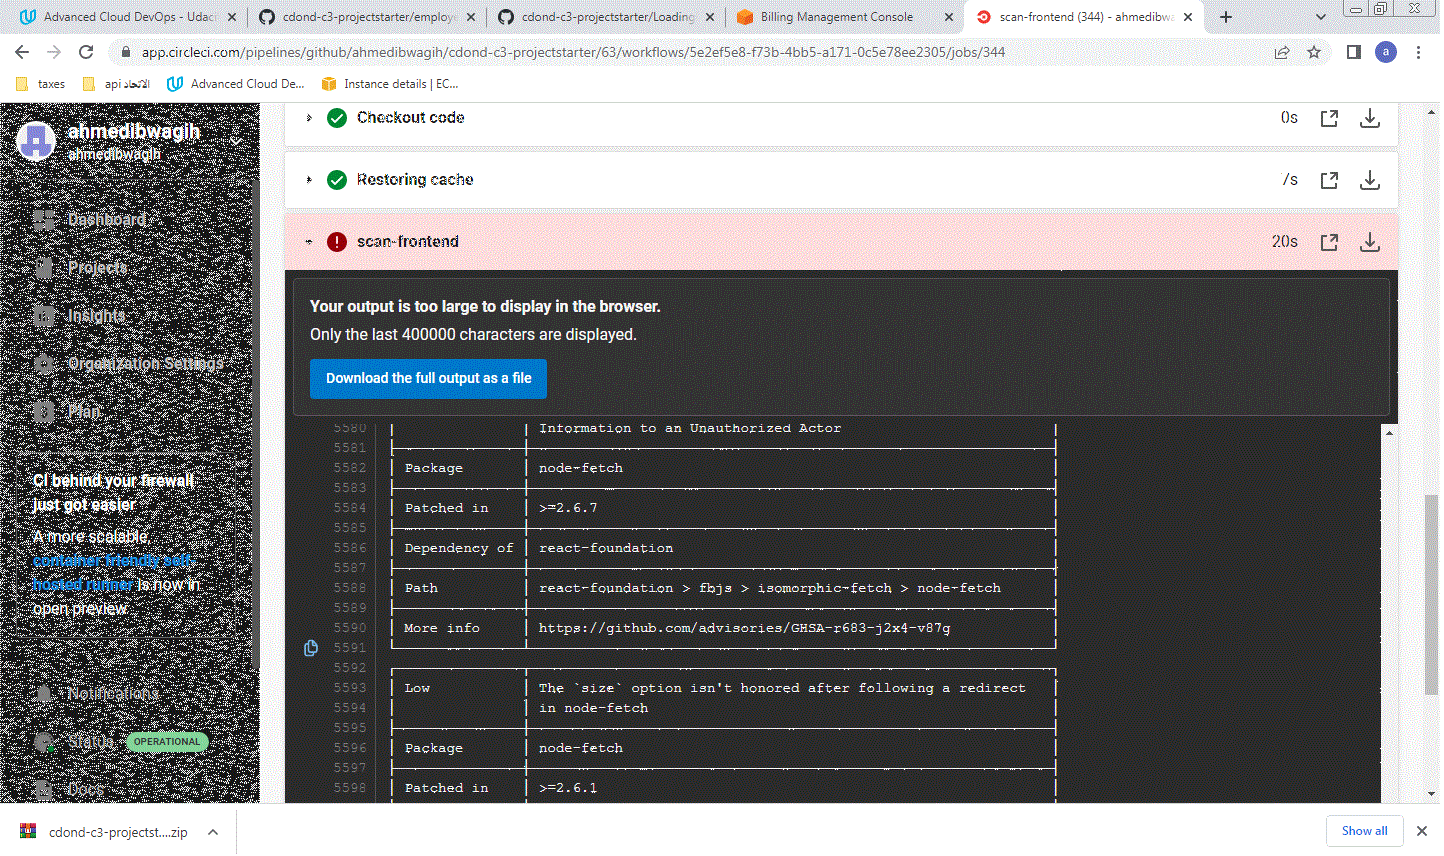 Advanced Cloud DevOps - Udac
cdond-c3-projectstarter/employe
cdond-c3-projectstarter/Loading
Billing Management Console
scan-frontend (344) - ahmedibwa
app.circleci.com/pipelines/github/ahmedibwagih/cdond-c3-projectstarter/63/workflows/5e2ef5e8-f73b-4bb5-a171-0c5e78ee2305/jobs/344
a
taxes
api الاتحاد
Advanced Cloud De...
Instance details | EC...
ahmedibwagih
ahmedibwagih
Dashboard
Projects
Insights
Organization Settings
Plan
CI behind your firewall
just got easier
A more scalable,
container friendly self-
hosted runner is now in
open preview
Notifications
Status OPERATIONAL
Docs
Checkout code 0s
Restoring cache /s
scan-frontend 20s
Your output is too large to display in the browser.
Only the last 400000 characters are displayed.
Download the full output as a file
5580 Information to an Unauthorized Actor
5581
5582 Package node-fetch
5583
5584 Patched in >=2.6.7
5585
5586 Dependency of react-foundation
5587
5588 Path react-foundation > fbjs > isomorphic-fetch > node-fetch
5589
5590 More info https://github.com/advisories/GHSA-r683-j2x4-v87g
5591
5592
5593 Low The `size` option isn't honored after following a redirect
5594 in node-fetch
5595
5596 Package node-fetch
5597
5598 Patched in >=2.6.1
cdond-c3-projectst....zip
Show all